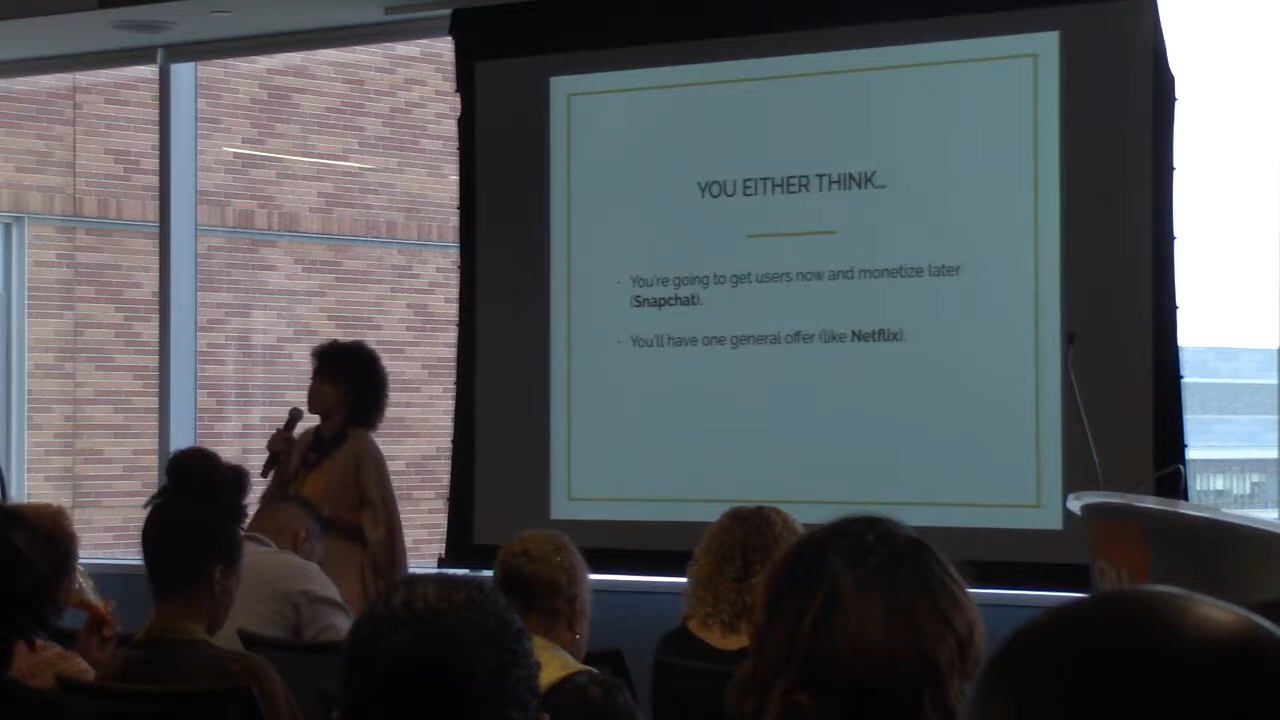 YOU EITHER THINK...
· You're going to get users now and monetize later
(Snapchat).
· You'll have one general offer (like Netflix).